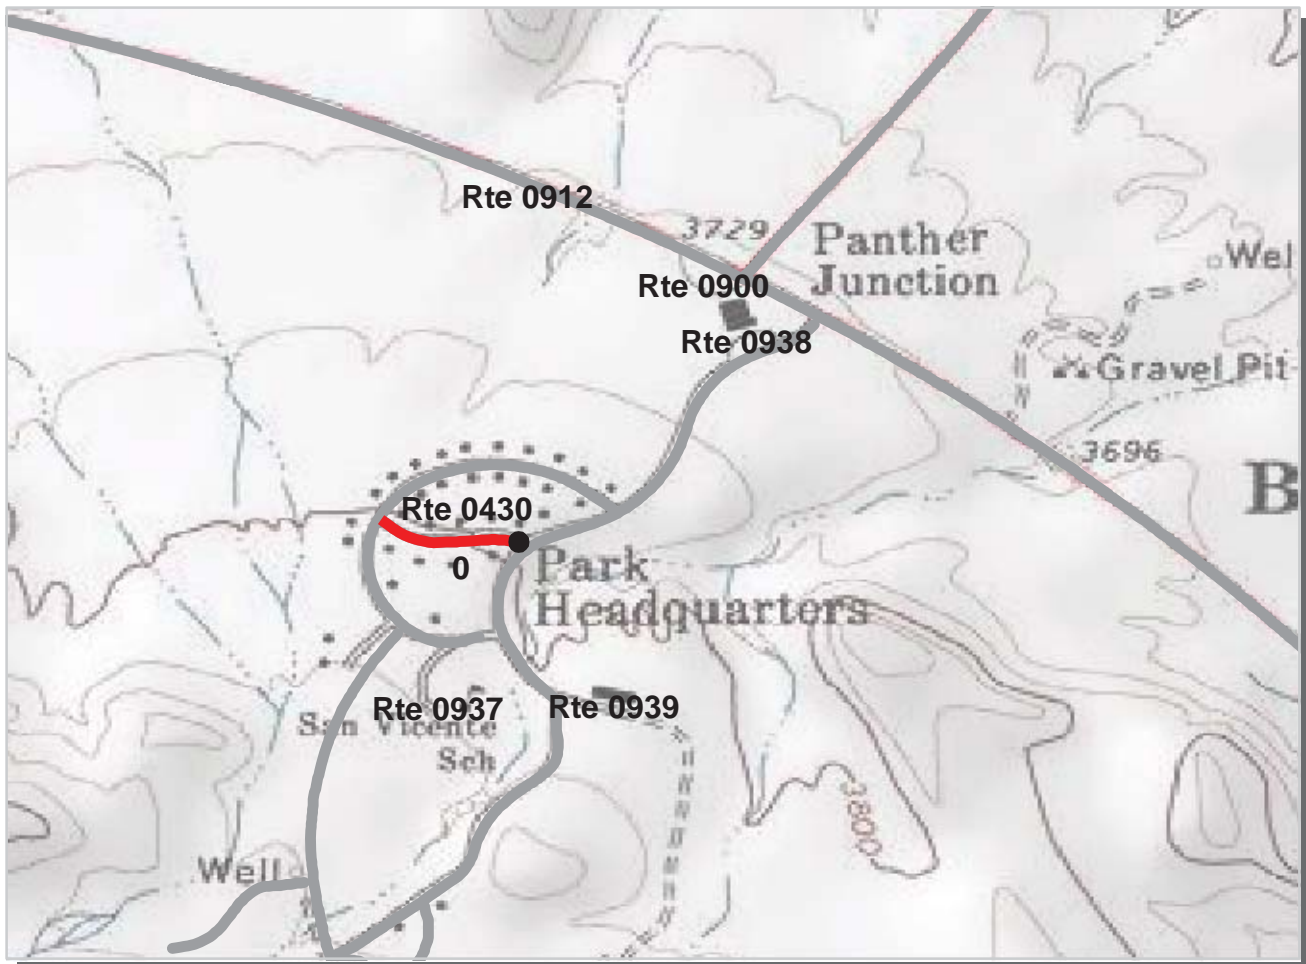 Rte 0912
3729
Panther
Junction
Wel
Rte 0900
Rte 0938
Gravel Pit
3696
B
Rte 0430
0
Park
Headquarters
Rte 0937
Rte 0939
San Vicente
Sch
3800
Well